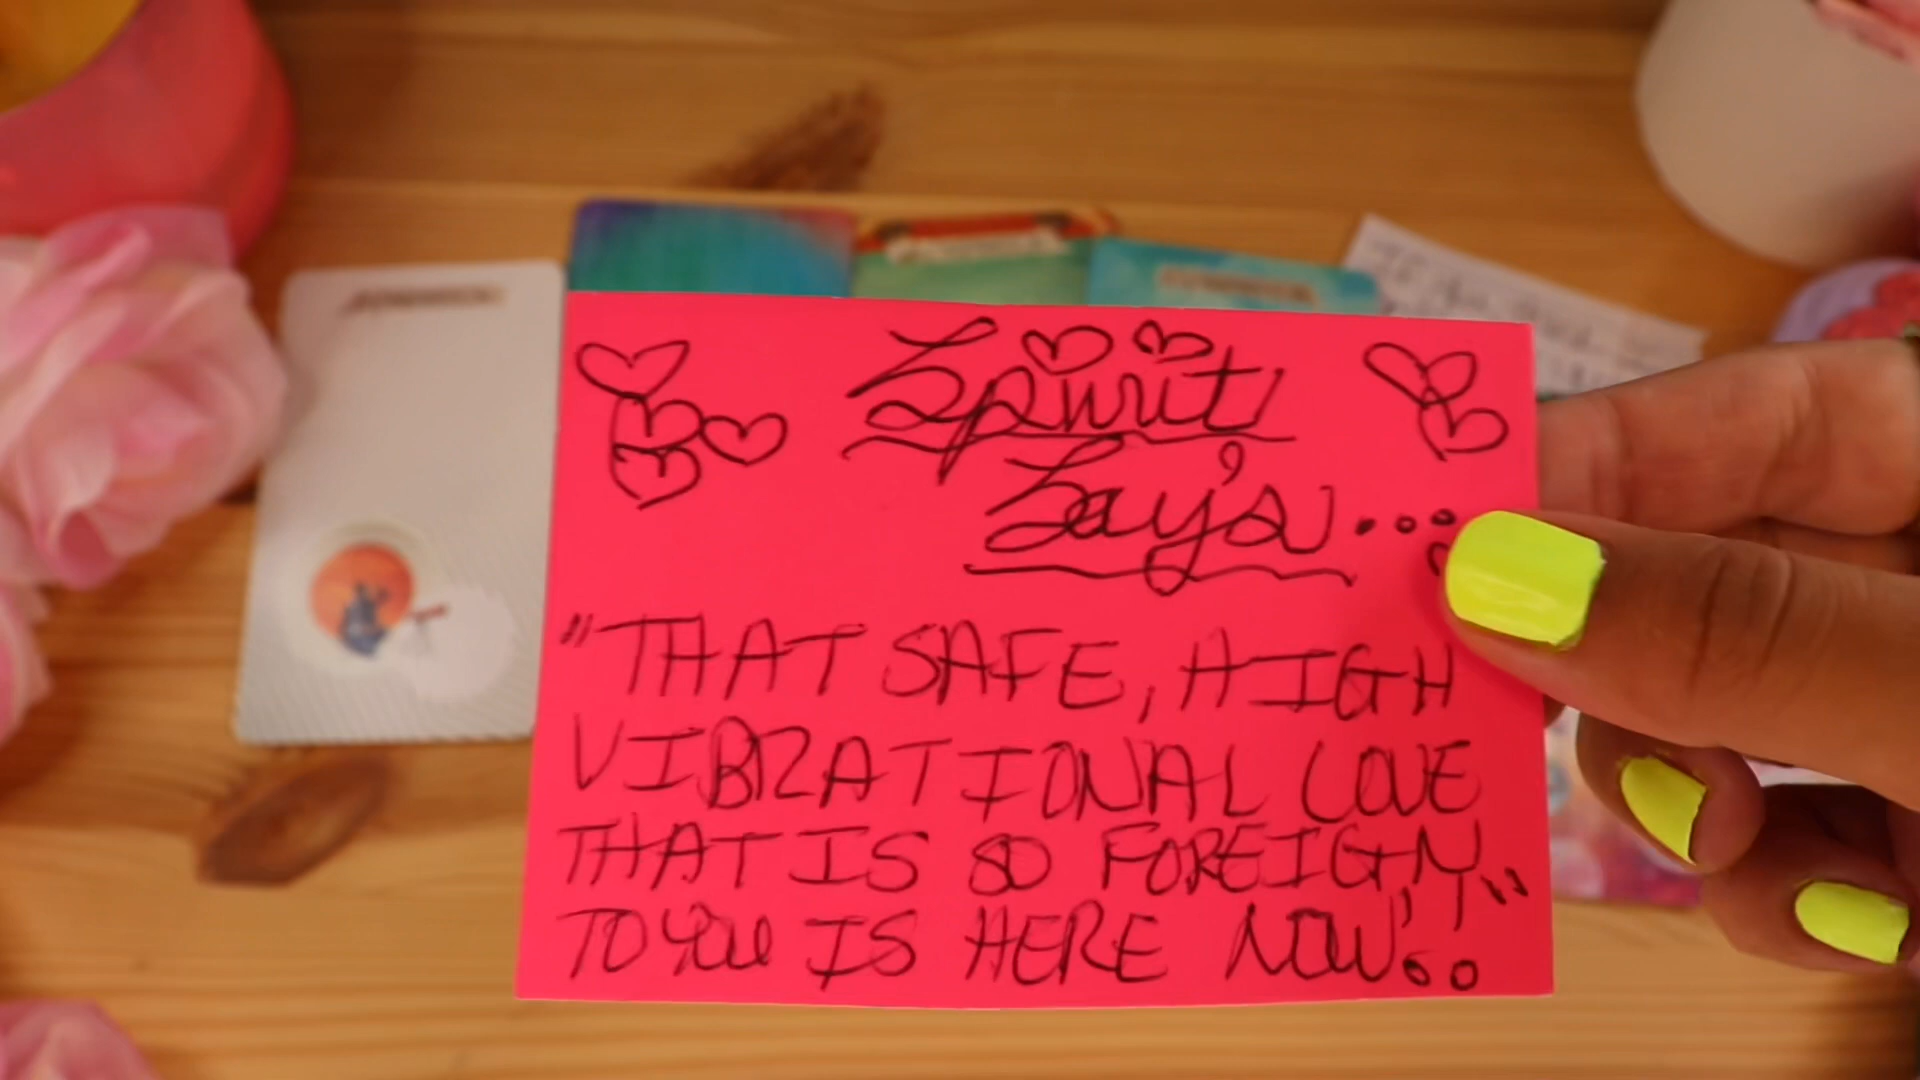 Spirit
Say's...
"THAT SAFE, HIGH
VIBRATIONAL LOVE
THAT IS SO FOREIGN
TO YOU IS HERE NOW!!"